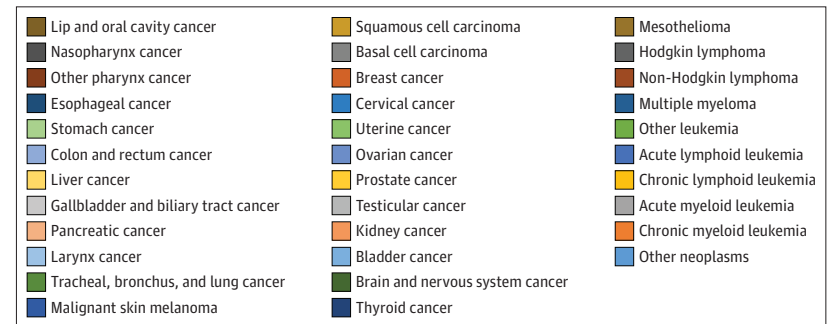 Lip and oral cavity cancer
Nasopharynx cancer
Other pharynx cancer
Esophageal cancer
Stomach cancer
Colon and rectum cancer
Liver cancer
Gallbladder and biliary tract cancer
Pancreatic cancer
Larynx cancer
Tracheal, bronchus, and lung cancer
Malignant skin melanoma
Squamous cell carcinoma
Basal cell carcinoma
Breast cancer
Cervical cancer
Uterine cancer
Ovarian cancer
Prostate cancer
Testicular cancer
Kidney cancer
Bladder cancer
Brain and nervous system cancer
Thyroid cancer
Mesothelioma
Hodgkin lymphoma
Non-Hodgkin lymphoma
Multiple myeloma
Other leukemia
Acute lymphoid leukemia
Chronic lymphoid leukemia
Acute myeloid leukemia
Chronic myeloid leukemia
Other neoplasms